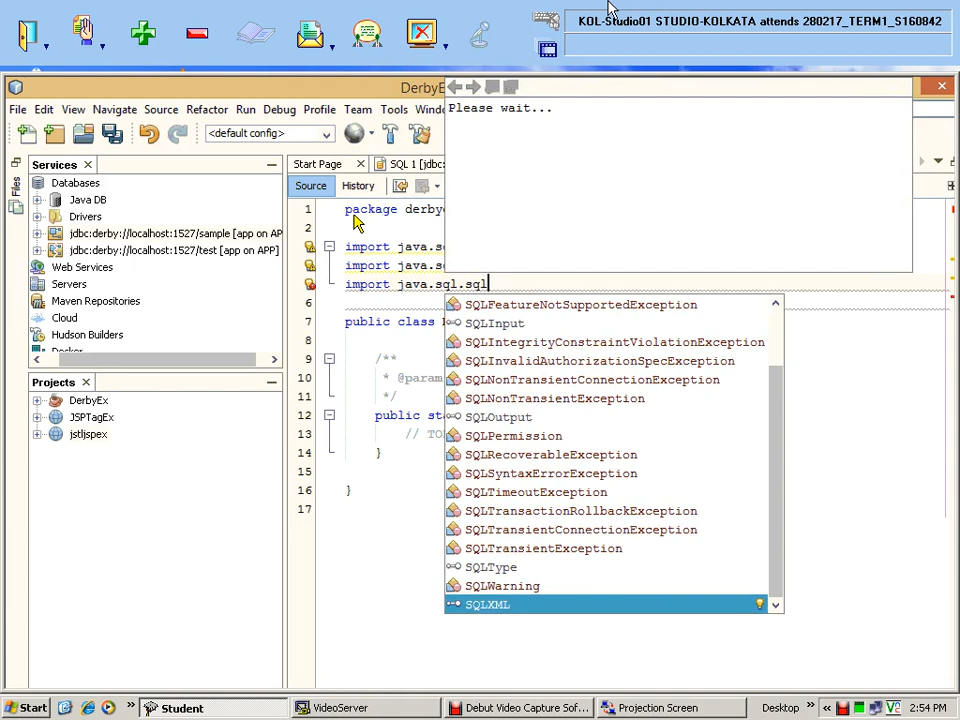 KOL-Studio01 STUDIO-KOLKATA attends 280217_TERM1_S160842
DerbyE
Please wait...
File Edit View Navigate Source Refactor Run Debug Profile Team Tools Windo
<default config>
Files
Services
Databases
Java DB
Drivers
jdbc:derby://localhost:1527/sample [app on AP
jdbc:derby://localhost:1527/test [app on APP]
Web Services
Servers
Maven Repositories
Cloud
Hudson Builders
Projects
DerbyEx
JSPTagEx
jstljspex
Start Page
SQL 1 [jdbc:
Source
History
1 package derbye
2
import java.s
import java.s
import java.sql.sql
6
7 public class
8
9 /**
10 * @param
11 */
12 public sta
13 // TO
14 }
15
16 }
17
SQLFeatureNotSupportedException
SQLInput
SQLIntegrityConstraintViolationException
SQLInvalidAuthorizationSpecException
SQLNonTransientConnectionException
SQLNonTransientException
SQLOutput
SQLPermission
SQLRecoverableException
SQLSyntaxErrorException
SQLTimeoutException
SQLTransactionRollbackException
SQLTransientConnectionException
SQLTransientException
SQLType
SQLWarning
SQLXML
Start
Student
VideoServer
Debut Video Capture Sof...
Projection Screen
Desktop
2:54 PM